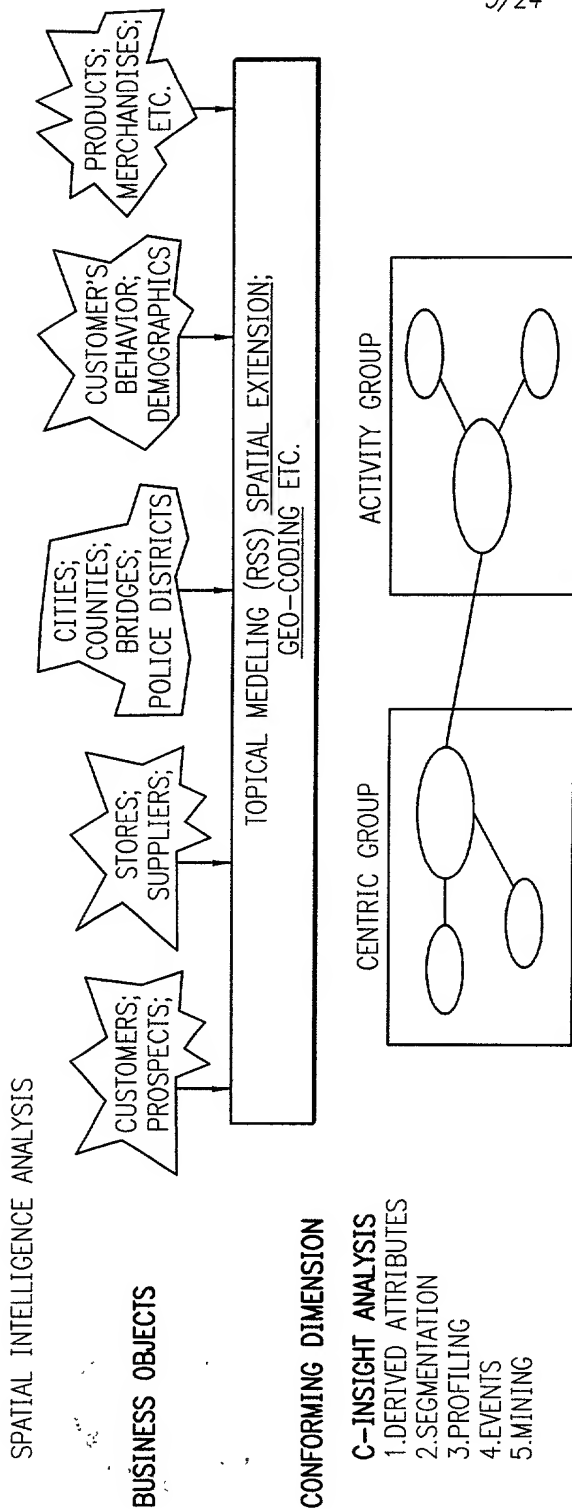 SPATIAL INTELLIGENCE ANALYSIS
BUSINESS OBJECTS
CUSTOMERS;
PROSPECTS;
STORES;
SUPPLIERS;
CITIES;
COUNTIES;
BRIDGES;
POLICE DISTRICTS
CUSTOMER'S
BEHAVIOR;
DEMOGRAPHICS
PRODUCTS;
MERCHANDISES;
ETC.
CONFORMING DIMENSION
TOPICAL MEDELING (RSS) SPATIAL EXTENSION;
GEO-CODING ETC.
C-INSIGHT ANALYSIS
1.DERIVED ATTRIBUTES
2.SEGMENTATION
3.PROFILING
4.EVENTS
5.MINING
CENTRIC GROUP
ACTIVITY GROUP